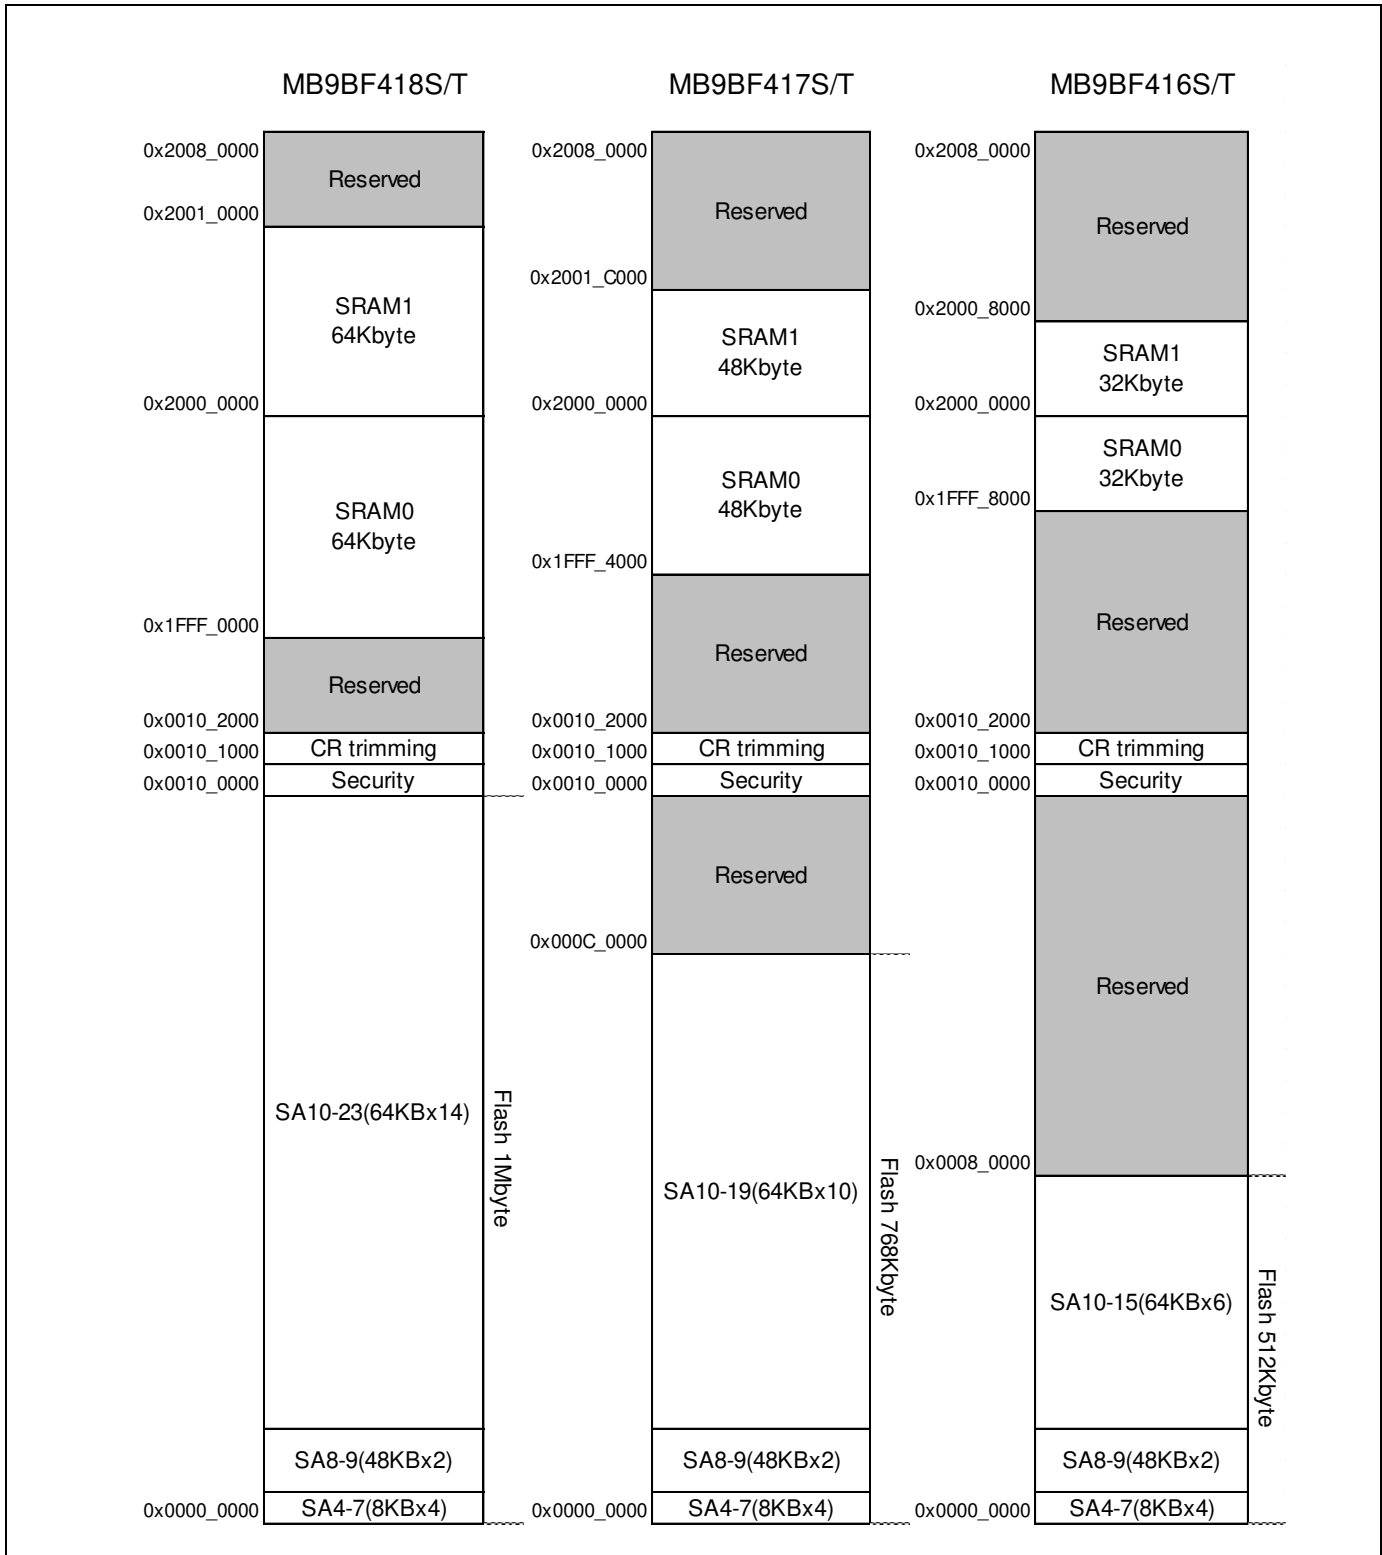 MB9BF418S/T
0x2008_0000
Reserved
0x2001_0000
SRAM1
64Kbyte
0x2000_0000
SRAM0
64Kbyte
0x1FFF_0000
Reserved
0x0010_2000
CR trimming
0x0010_1000
Security
0x0010_0000
SA10-23(64KBx14)
Flash 1Mbyte
SA8-9(48KBx2)
SA4-7(8KBx4)
0x0000_0000
MB9BF417S/T
0x2008_0000
Reserved
0x2001_C000
SRAM1
48Kbyte
0x2000_0000
SRAM0
48Kbyte
0x1FFF_4000
Reserved
0x0010_2000
CR trimming
0x0010_1000
Security
0x0010_0000
Reserved
0x000C_0000
SA10-19(64KBx10)
Flash 768Kbyte
SA8-9(48KBx2)
SA4-7(8KBx4)
0x0000_0000
MB9BF416S/T
0x2008_0000
Reserved
0x2000_8000
SRAM1
32Kbyte
0x2000_0000
SRAM0
32Kbyte
0x1FFF_8000
Reserved
0x0010_2000
CR trimming
0x0010_1000
Security
0x0010_0000
Reserved
0x0008_0000
SA10-15(64KBx6)
Flash 512Kbyte
SA8-9(48KBx2)
SA4-7(8KBx4)
0x0000_0000